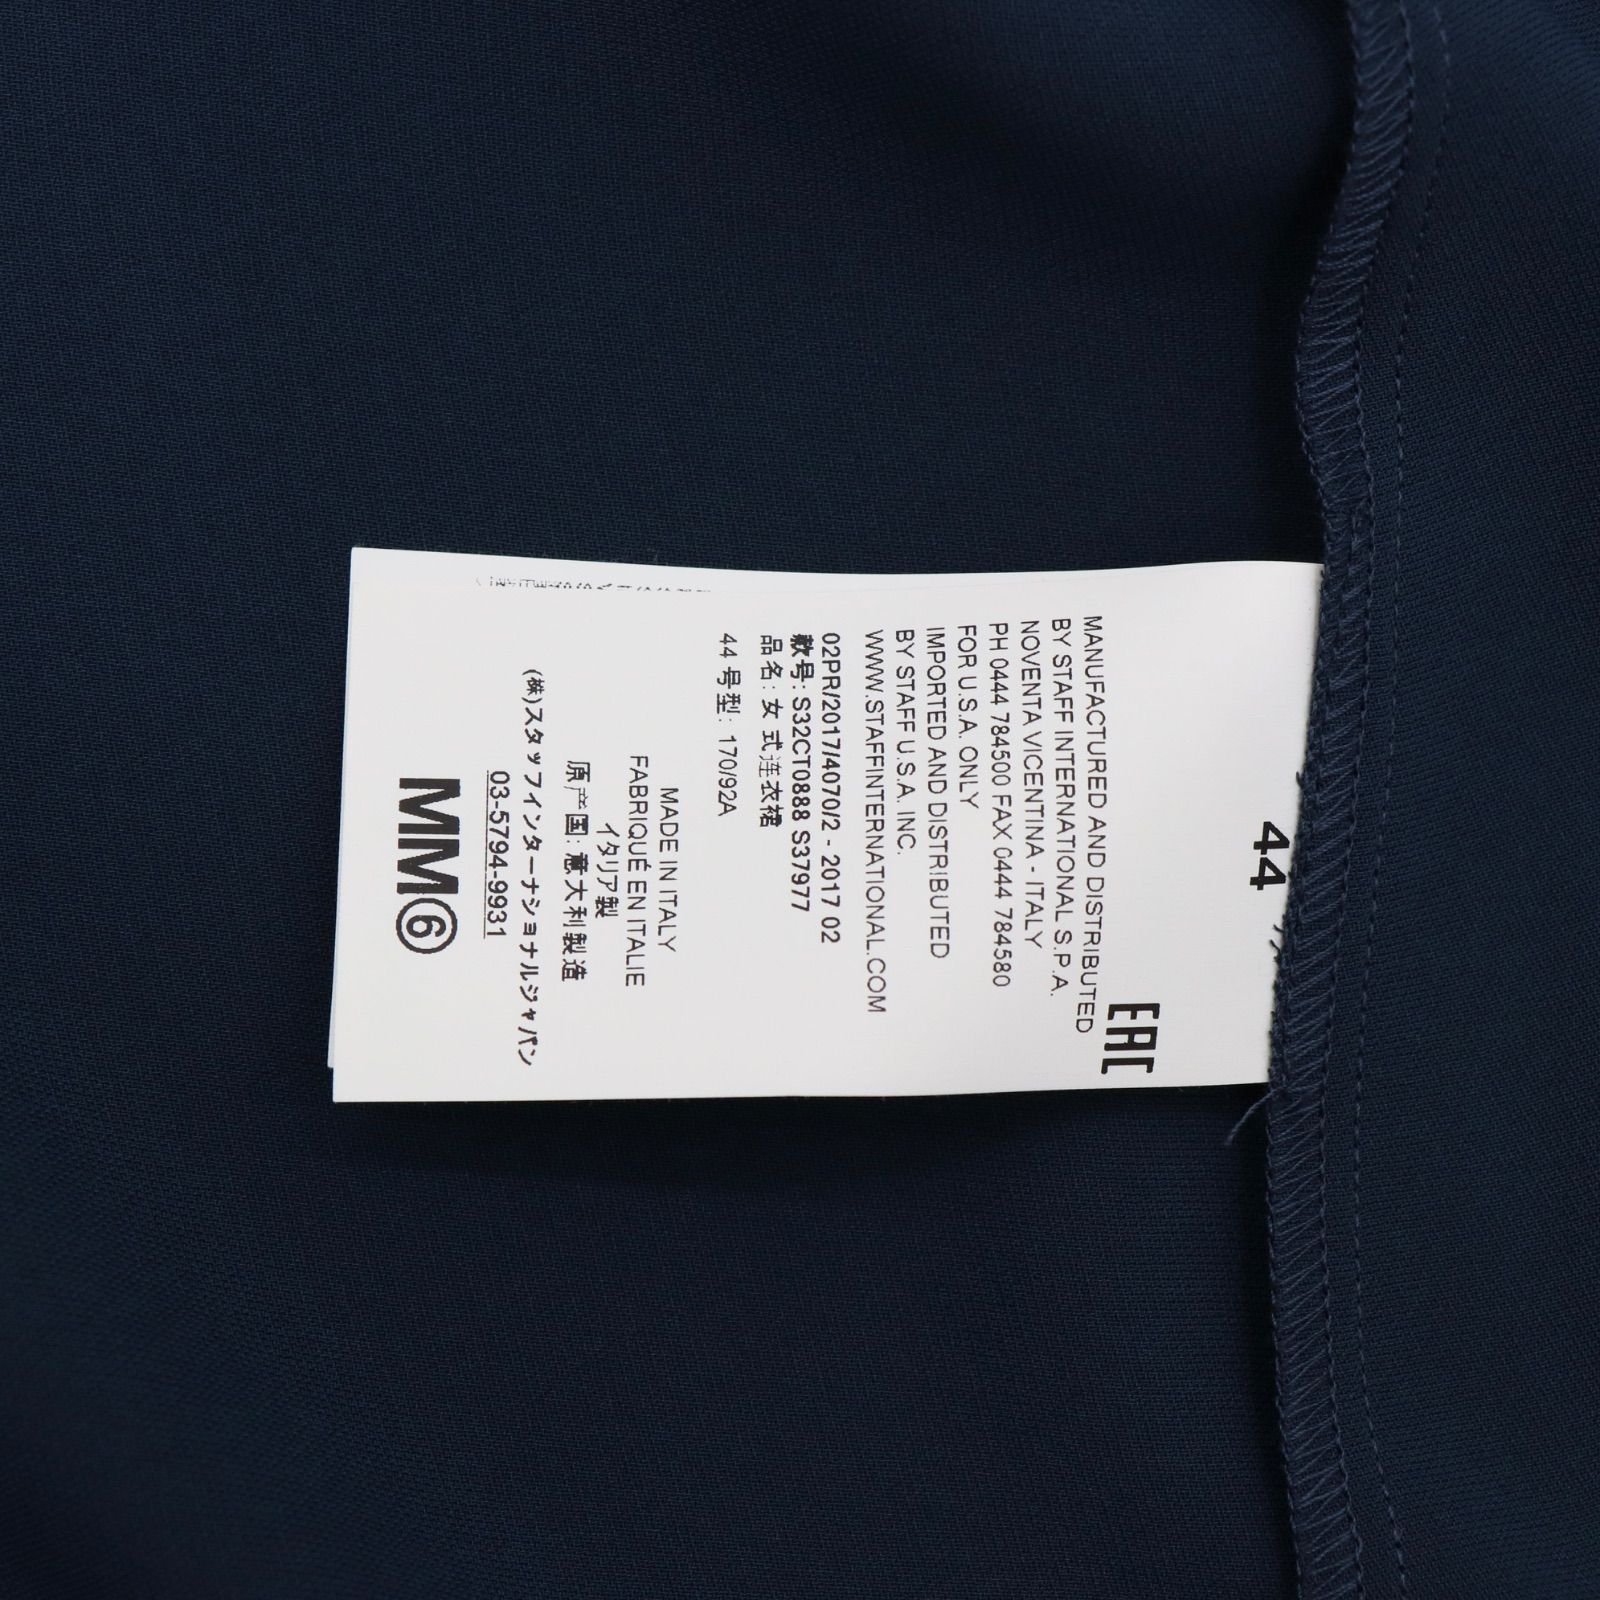 44
EAC
MANUFACTURED AND DISTRIBUTED
BY STAFF INTERNATIONAL S.P.A.
NOVENTA VICENTINA - ITALY
PH 0444 784500 FAX 0444 784580
FOR U.S.A. ONLY
IMPORTED AND DISTRIBUTED
BY STAFF U.S.A. INC.
WWW.STAFFINTERNATIONAL.COM
02PR/2017/4070/2 - 2017 02
款号: S32CT0888 S37977
品名: 女 式连衣裙
44 号型: 170/92A
MADE IN ITALY
FABRIQUÉ EN ITALIE
イタリア製
原产国: 意大利製造
(株)スタッフインターナショナルジャパン
03-5794-9931
MM⑥